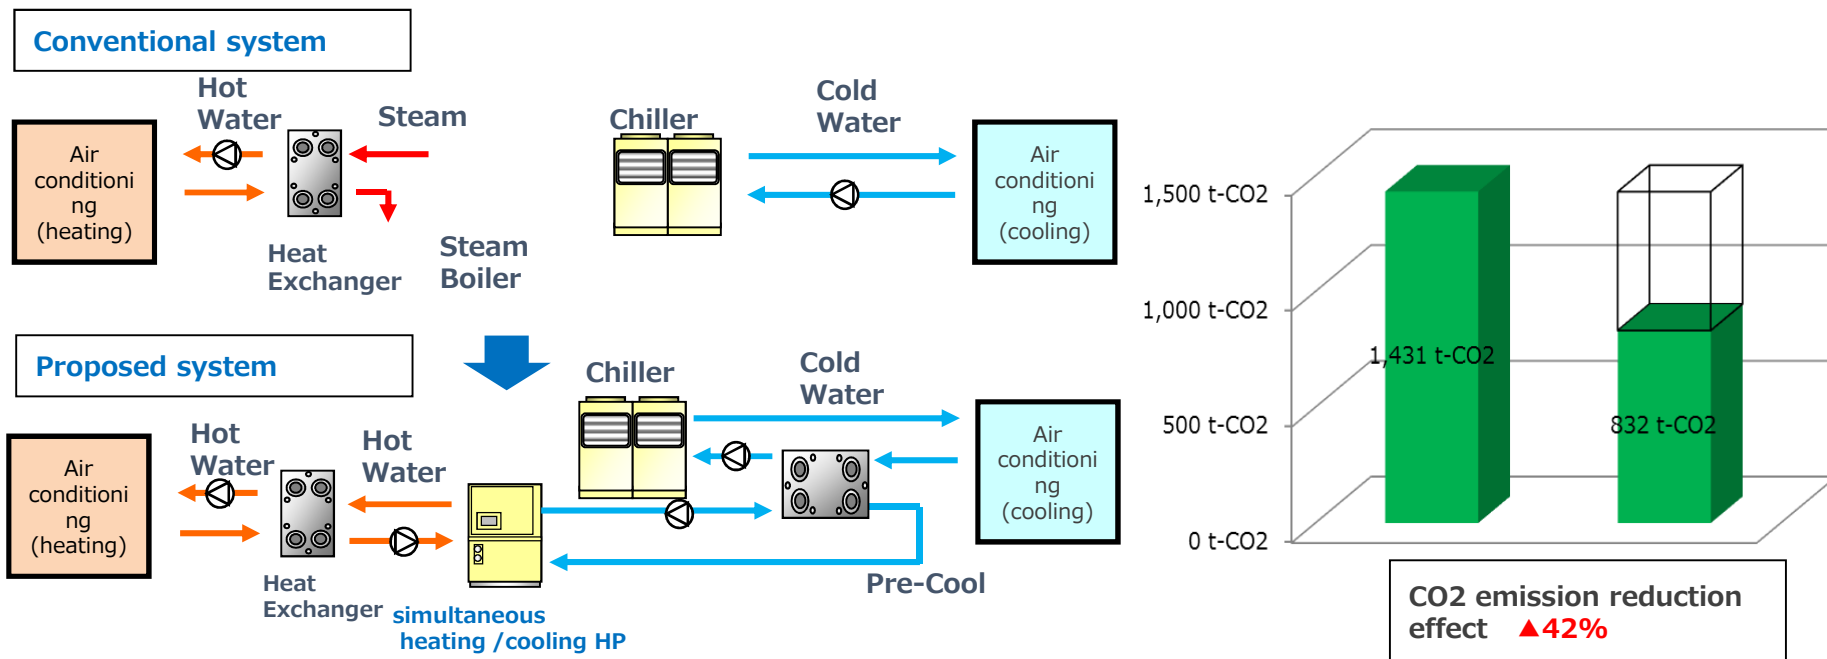 Conventional system
Hot
Water
Steam
Air
conditioni
ng
(heating)
Heat
Exchanger
Steam
Boiler
Chiller
Cold
Water
Air
conditioni
ng
(cooling)
Proposed system
Hot
Water
Hot
Water
Air
conditioni
ng
(heating)
Heat
Exchanger
simultaneous
heating /cooling HP
Chiller
Cold
Water
Air
conditioni
ng
(cooling)
Pre-Cool
1,500 t-CO2
1,000 t-CO2
500 t-CO2
0 t-CO2
1,431 t-CO2
832 t-CO2
CO2 emission reduction
effect ▲42%